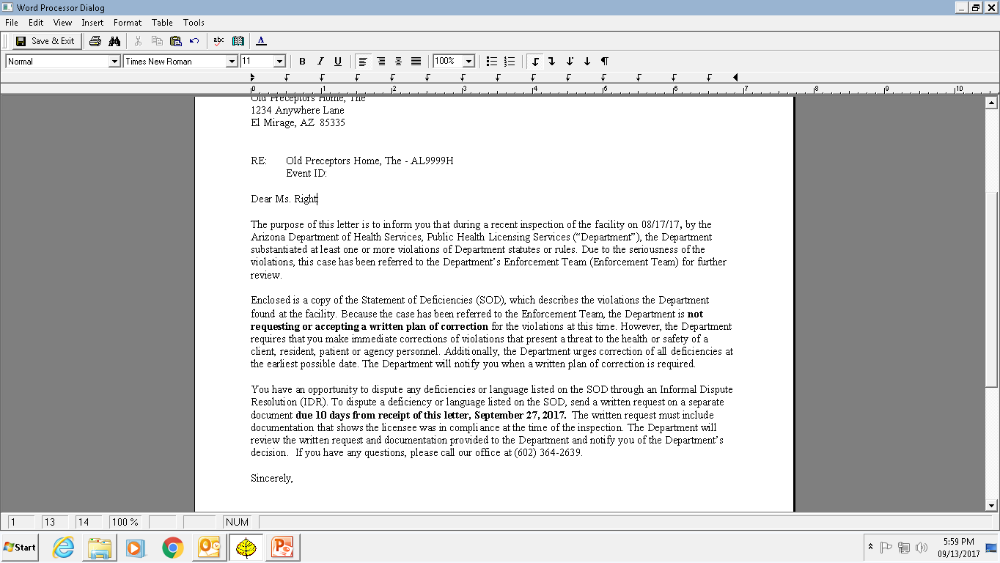 Word Processor Dialog
File Edit View Insert Format Table Tools
Save & Exit abc A
Normal Times New Roman 11 B I U 100% ¶
0 1 2 3 4 5 6 7 8 9 10
Old Preceptors Home, The
1234 Anywhere Lane
El Mirage, AZ 85335
RE: Old Preceptors Home, The - AL9999H
Event ID:
Dear Ms. Right
The purpose of this letter is to inform you that during a recent inspection of the facility on 08/17/17, by the
Arizona Department of Health Services, Public Health Licensing Services (“Department”), the Department
substantiated at least one or more violations of Department statutes or rules. Due to the seriousness of the
violations, this case has been referred to the Department’s Enforcement Team (Enforcement Team) for further
review.
Enclosed is a copy of the Statement of Deficiencies (SOD), which describes the violations the Department
found at the facility. Because the case has been referred to the Enforcement Team, the Department is not
requesting or accepting a written plan of correction for the violations at this time. However, the Department
requires that you make immediate corrections of violations that present a threat to the health or safety of a
client, resident, patient or agency personnel. Additionally, the Department urges correction of all deficiencies at
the earliest possible date. The Department will notify you when a written plan of correction is required.
You have an opportunity to dispute any deficiencies or language listed on the SOD through an Informal Dispute
Resolution (IDR). To dispute a deficiency or language listed on the SOD, send a written request on a separate
document due 10 days from receipt of this letter, September 27, 2017. The written request must include
documentation that shows the licensee was in compliance at the time of the inspection. The Department will
review the written request and documentation provided to the Department and notify you of the Department’s
decision. If you have any questions, please call our office at (602) 364-2639.
Sincerely,
1 13 14 100 % NUM
Start 5:59 PM
09/13/2017